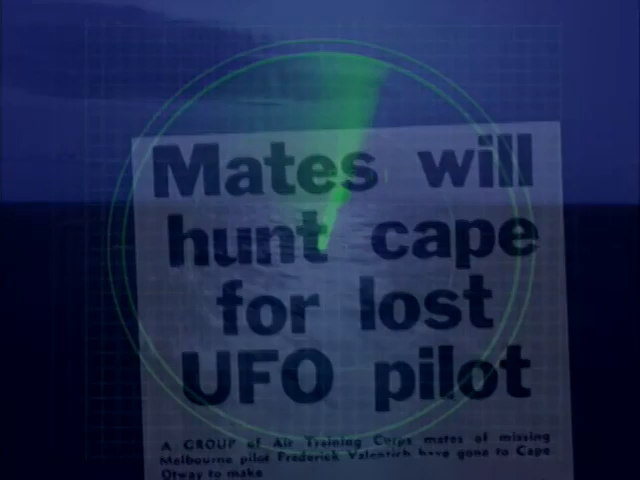 Mates will
hunt cape
for lost
UFO pilot
A GROUP of Air Training Corps mates of missing
Melbourne pilot Frederick Valentich have gone to Cape
Otway to make